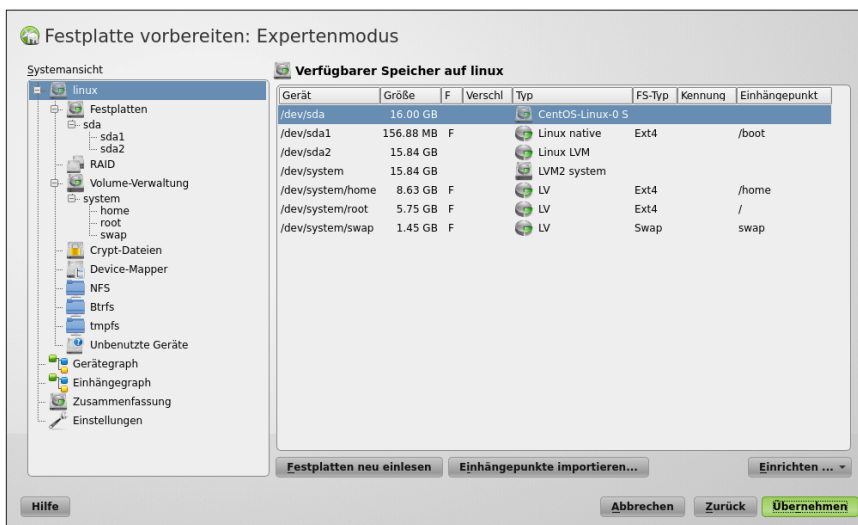 Festplatte vorbereiten: Expertenmodus
Systemansicht
linux
Festplatten
sda
sda1
sda2
RAID
Volume-Verwaltung
system
home
root
swap
Crypt-Dateien
Device-Mapper
NFS
Btrfs
tmpfs
Unbenutzte Geräte
Gerätegraph
Einhängegraph
Zusammenfassung
Einstellungen
Verfügbarer Speicher auf linux
Gerät Größe F Verschl Typ FS-Typ Kennung Einhängepunkt
/dev/sda 16.00 GB CentOS-Linux-0 S
/dev/sda1 156.88 MB F Linux native Ext4 /boot
/dev/sda2 15.84 GB Linux LVM
/dev/system 15.84 GB LVM2 system
/dev/system/home 8.63 GB F LV Ext4 /home
/dev/system/root 5.75 GB F LV Ext4 /
/dev/system/swap 1.45 GB F LV Swap swap
Festplatten neu einlesen Einhängepunkte importieren... Einrichten ...
Hilfe Abbrechen Zurück Übernehmen